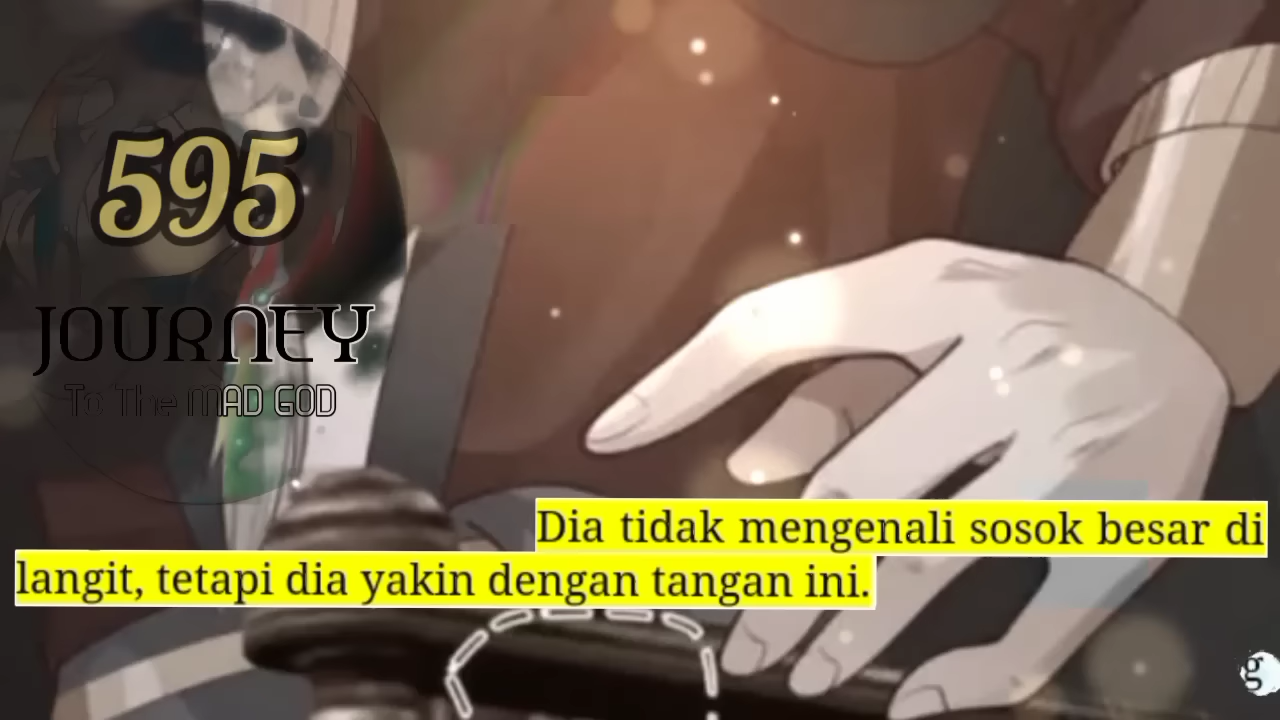 595
JOURNEY
To The MAD GOD
Dia tidak mengenali sosok besar di
langit, tetapi dia yakin dengan tangan ini.
g